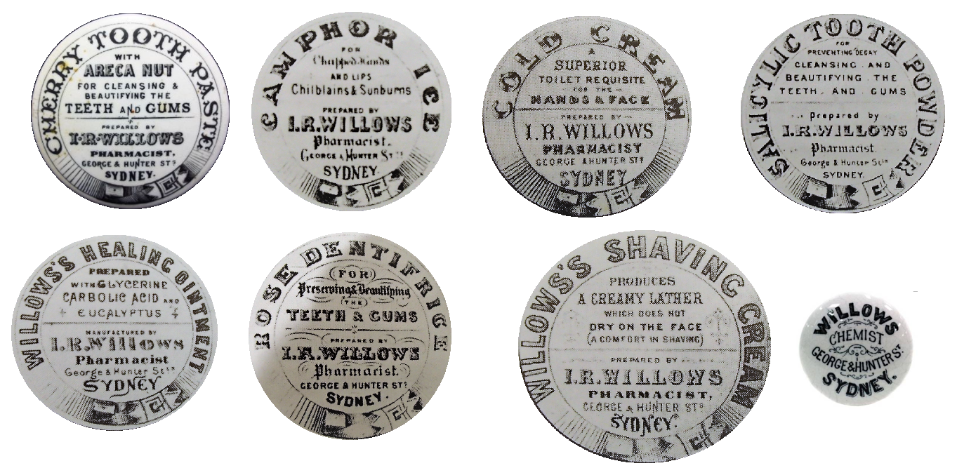 CHERRY TOOTH PASTE
WITH
ARECA NUT
FOR CLEANSING &
BEAUTIFYING THE
TEETH AND GUMS
PREPARED BY
I.R.WILLOWS
PHARMACIST,
GEORGE & HUNTER STS
SYDNEY.
CAMPHOR ICE
FOR
Chapped Hands
AND LIPS
Chilblains & Sunburns
PREPARED BY
I.R.WILLOWS
Pharmacist.
GEORGE & HUNTER STS
SYDNEY
COLD CREAM
A
SUPERIOR
TOILET REQUISITE
FOR THE
HANDS & FACE
PREPARED BY
I.R.WILLOWS
PHARMACIST
GEORGE & HUNTER STS
SYDNEY
SALICYLIC TOOTH POWDER
FOR
PREVENTING DECAY
CLEANSING AND
BEAUTIFYING THE
TEETH AND GUMS
Prepared by
I.R.WILLOWS
Pharmacist.
George & Hunter Sts
SYDNEY.
WILLOWS'S HEALING OINTMENT
PREPARED
WITH GLYCERINE
CARBOLIC ACID AND
EUCALYPTUS
MANUFACTURED BY
I.R.Willows
Pharmacist
George & Hunter Sts
SYDNEY
ROSE DENTIFRICE
FOR
Preserving & Beautifying
THE
TEETH & GUMS
PREPARED BY
I.R.WILLOWS
Pharmacist.
GEORGE & HUNTER STS
SYDNEY.
WILLOWS'S SHAVING CREAM
PRODUCES
A CREAMY LATHER
WHICH DOES NOT
DRY ON THE FACE
(A COMFORT IN SHAVING)
PREPARED BY
I.R.WILLOWS
PHARMACIST,
GEORGE & HUNTER STS
SYDNEY.
WILLOWS
CHEMIST
GEORGE & HUNTER ST.
SYDNEY.